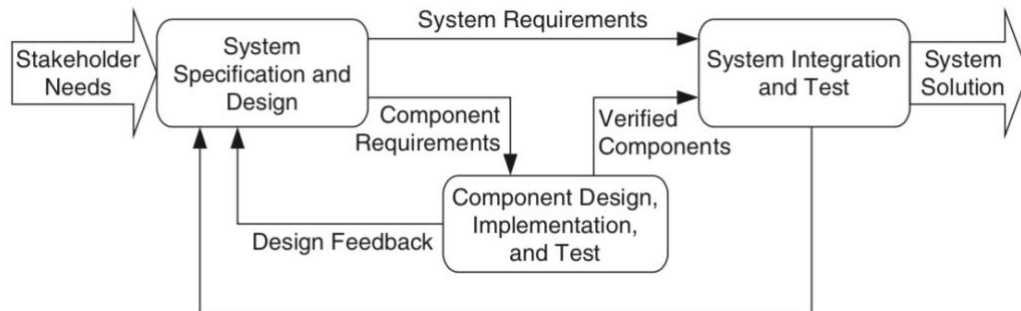 Stakeholder
Needs
System
Specification and
Design
System Requirements
System Integration
and Test
System
Solution
Component
Requirements
Verified
Components
Component Design,
Implementation,
and Test
Design Feedback